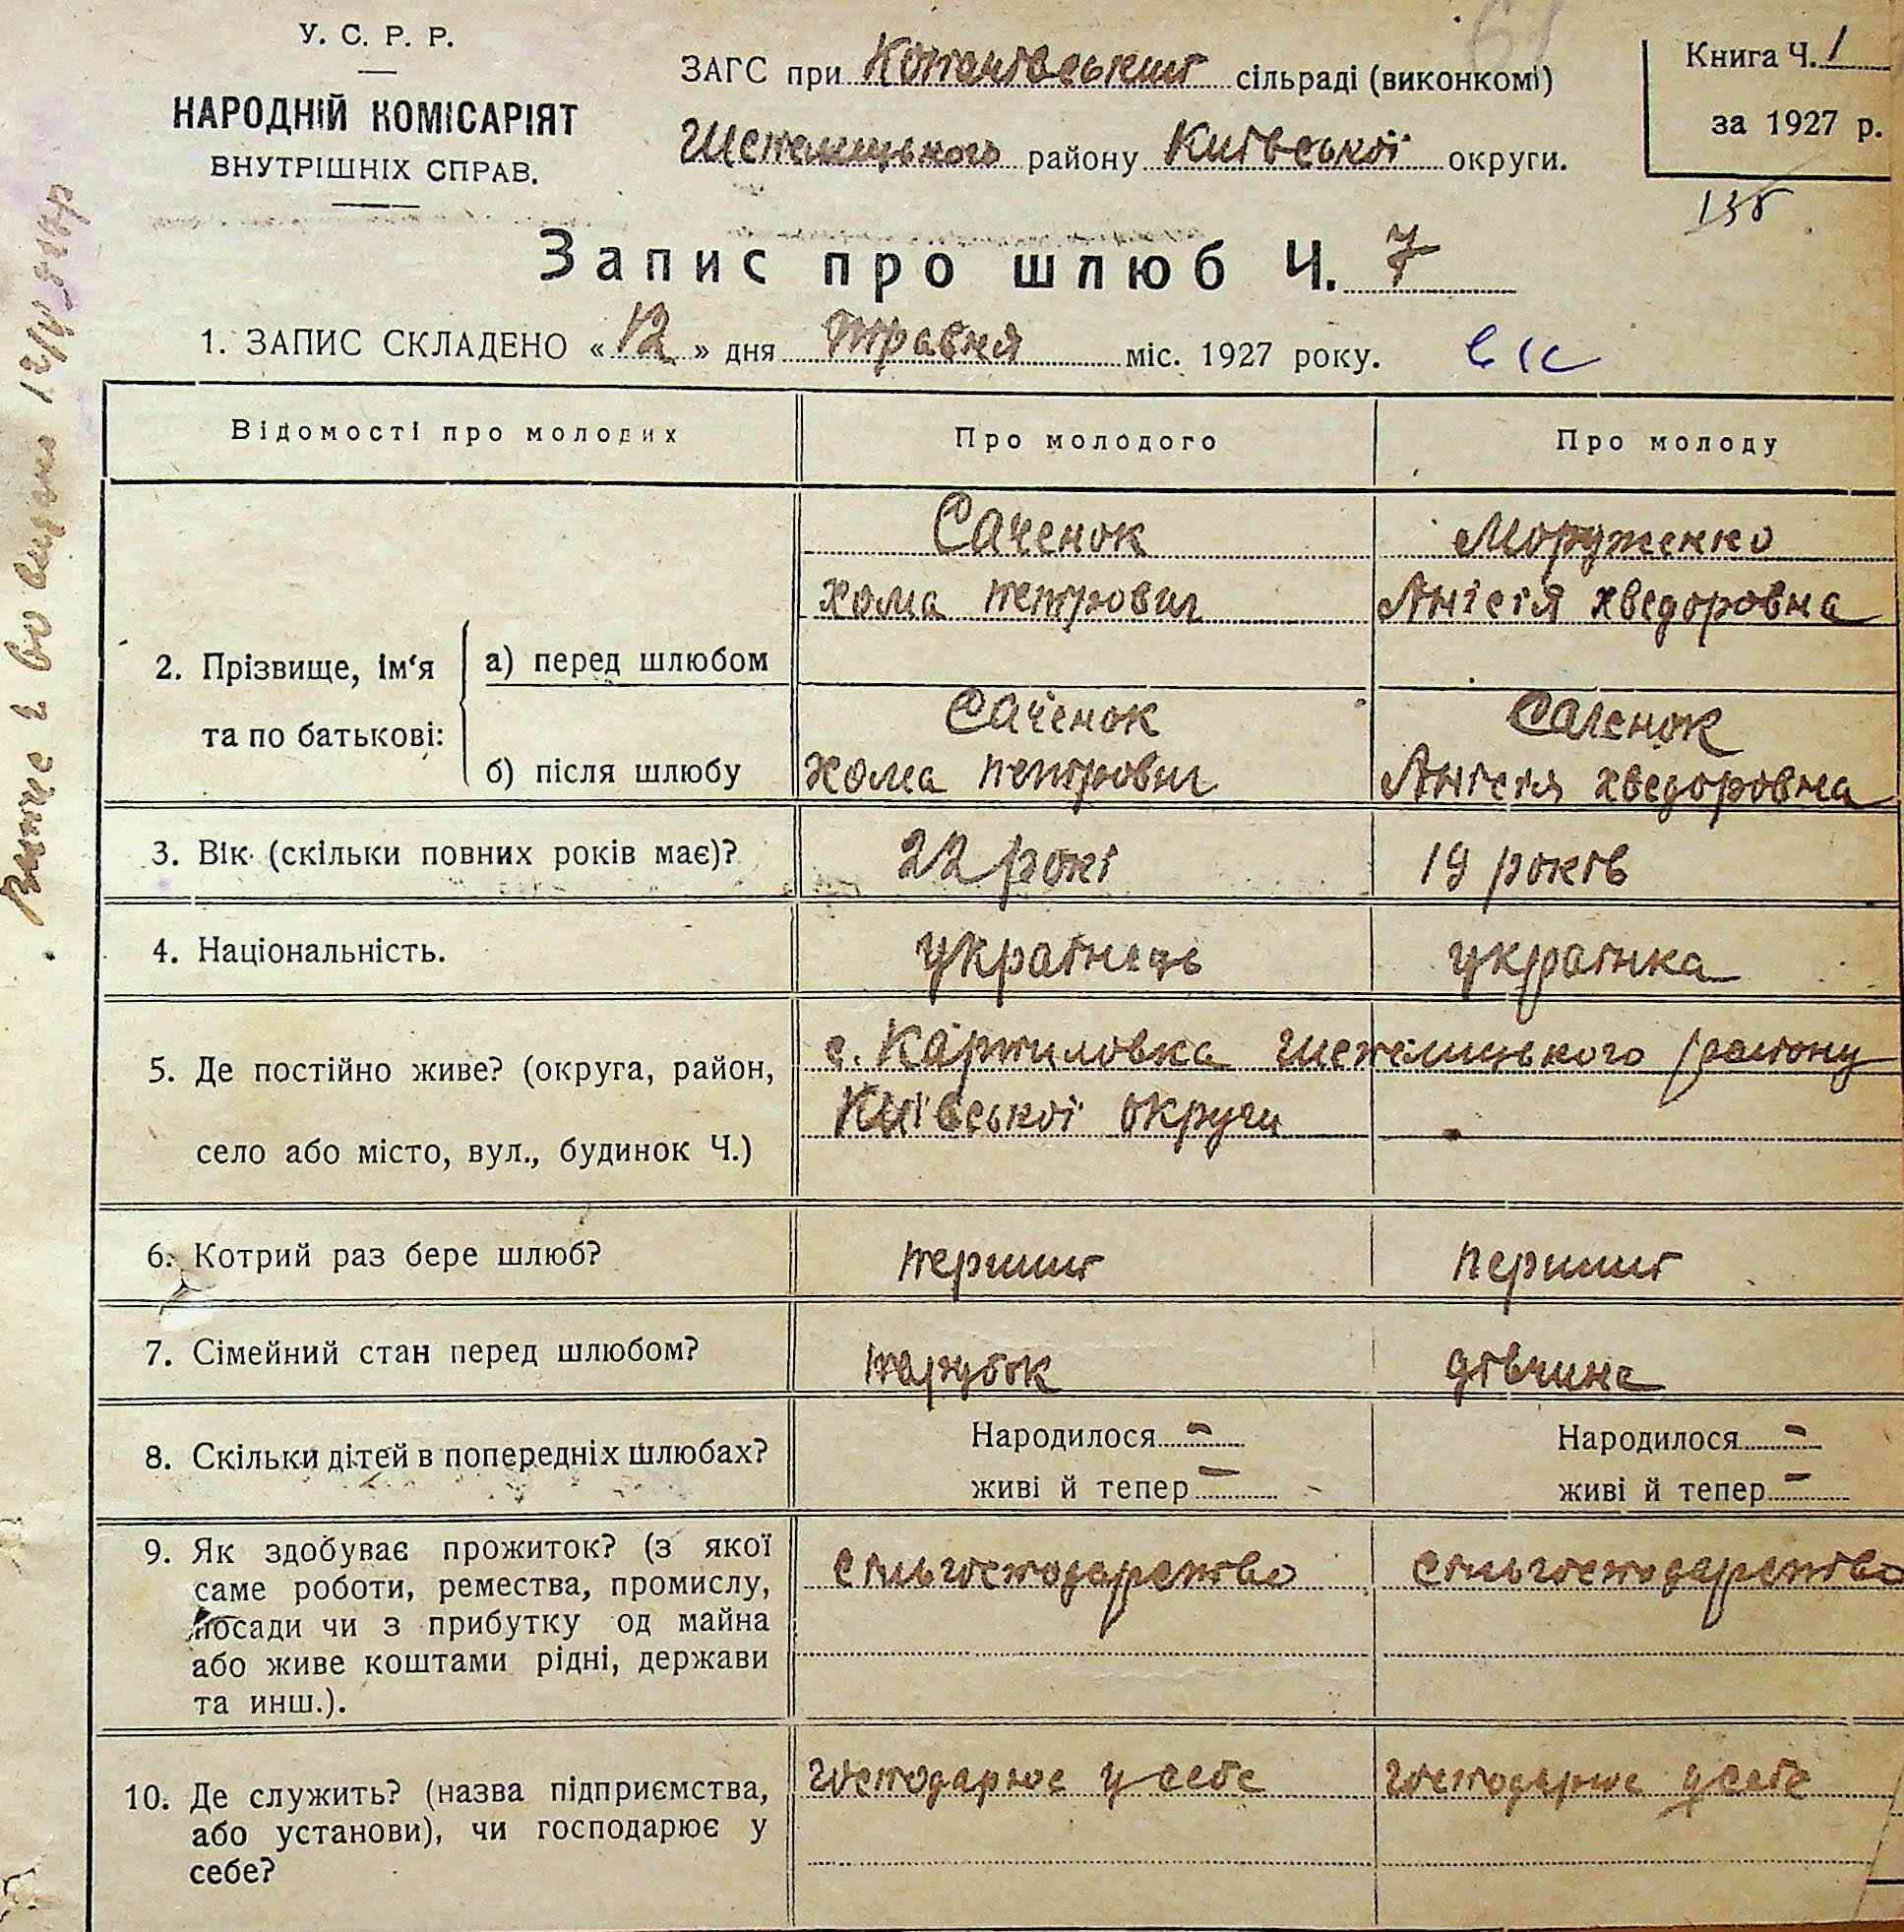 У. С. Р. Р.
НАРОДНІЙ КОМІСАРІЯТ
ВНУТРІШНІХ СПРАВ.
ЗАГС при сільраді (виконкомі)
району Київської округи.
Книга Ч. 1
за 1927 р.
138
Запис про шлюб Ч. 7
1. ЗАПИС СКЛАДЕНО « 12 » дня травня міс. 1927 року.
Відомості про молодих Про молодого Про молоду
2. Прізвище, ім'я та по батькові:
а) перед шлюбом
Саченок
хома петрович
Моруженко
Анісія хведоровна
б) після шлюбу
Саченок
хома петрович
Саченок
Анісія хведоровна
3. Вік (скільки повних років має)? 22 рокі 19 років
4. Національність. українець українка
5. Де постійно живе? (округа, район,
село або місто, вул., будинок Ч.)
с. Карпиловка району
Київської округи
6. Котрий раз бере шлюб? перший перший
7. Сімейний стан перед шлюбом? парубок дівчина
8. Скільки дітей в попередніх шлюбах? Народилося - Народилося -
живі й тепер - живі й тепер -
9. Як здобуває прожиток? (з якої
саме роботи, ремества, промислу,
посади чи з прибутку од майна
або живе коштами рідні, держави
та инш.).
сільгосподарство сільгосподарство
10. Де служить? (назва підприємства,
або установи), чи господарює у
себе?
господарює у себе господарює у себе